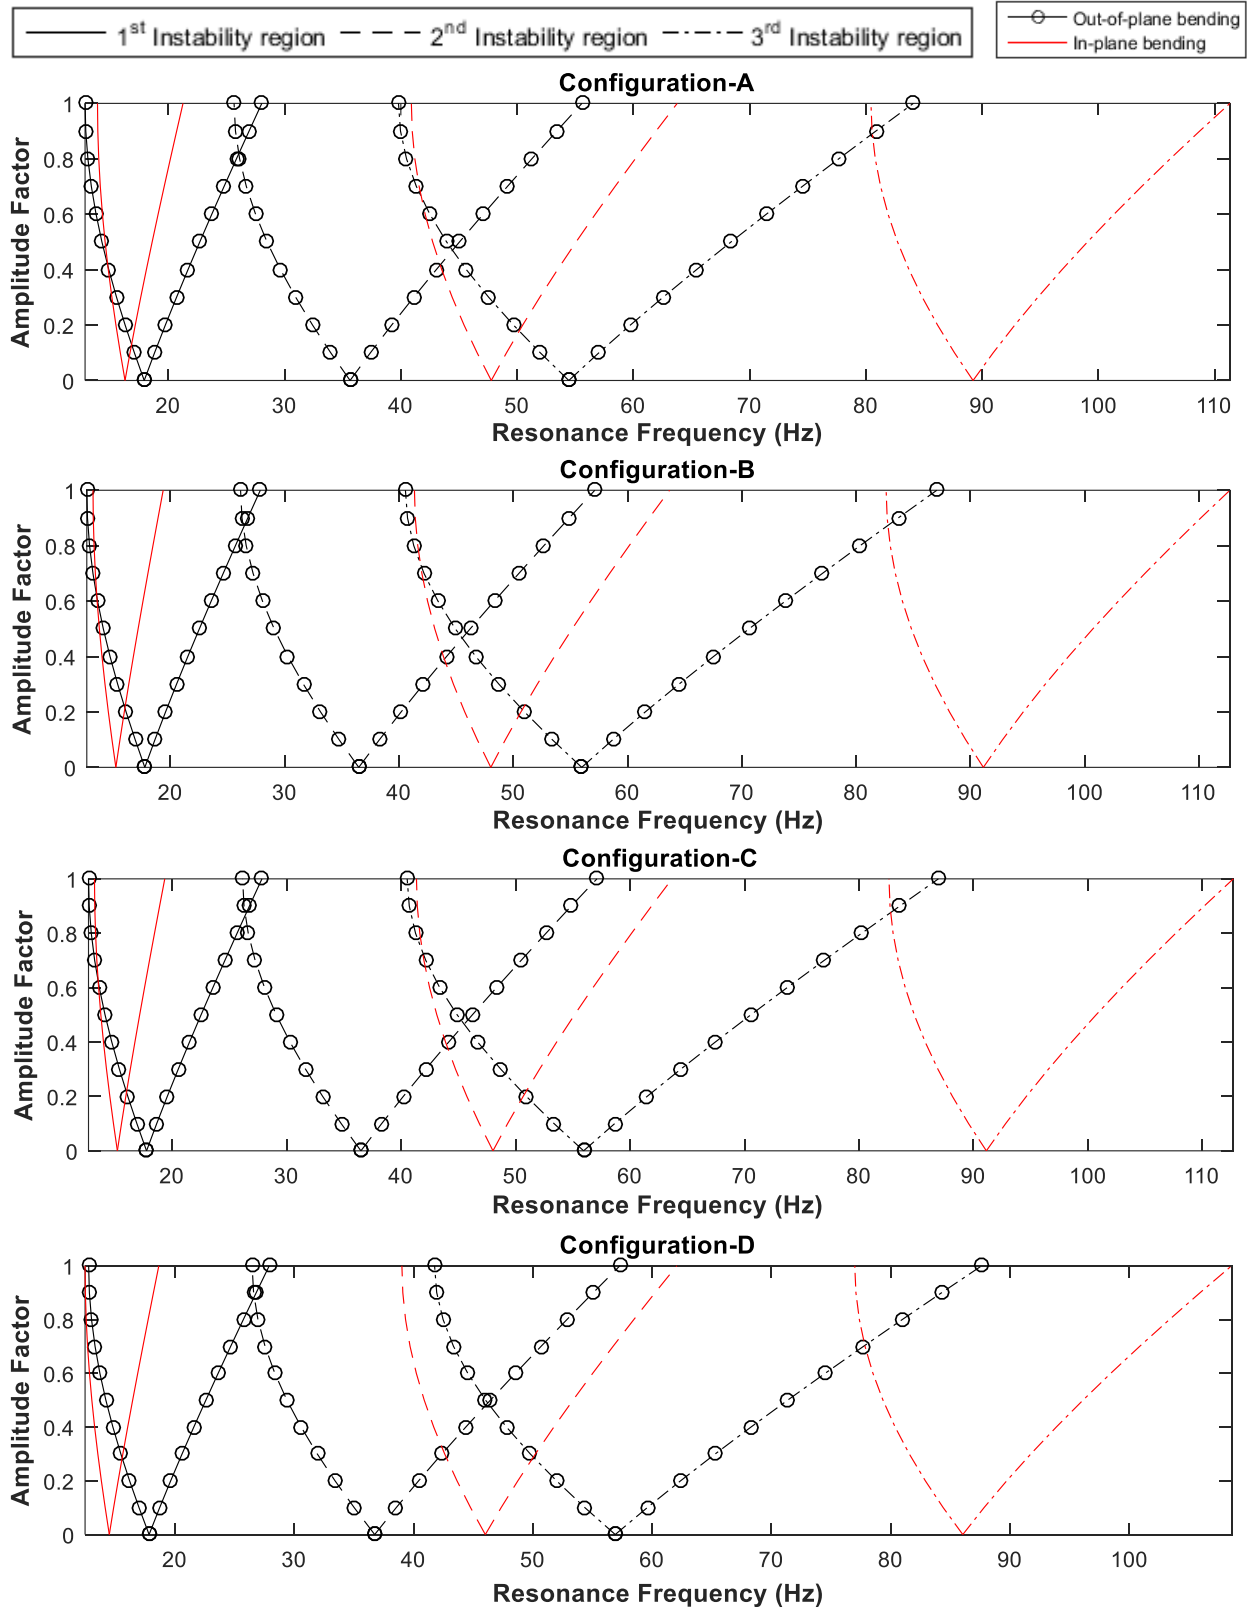 1st Instability region 2nd Instability region 3rd Instability region
Out-of-plane bending
In-plane bending
Configuration-A
Amplitude Factor
1
0.8
0.6
0.4
0.2
0
20 30 40 50 60 70 80 90 100 110
Resonance Frequency (Hz)
Configuration-B
Amplitude Factor
1
0.8
0.6
0.4
0.2
0
20 30 40 50 60 70 80 90 100 110
Resonance Frequency (Hz)
Configuration-C
Amplitude Factor
1
0.8
0.6
0.4
0.2
0
20 30 40 50 60 70 80 90 100 110
Resonance Frequency (Hz)
Configuration-D
Amplitude Factor
1
0.8
0.6
0.4
0.2
0
20 30 40 50 60 70 80 90 100
Resonance Frequency (Hz)